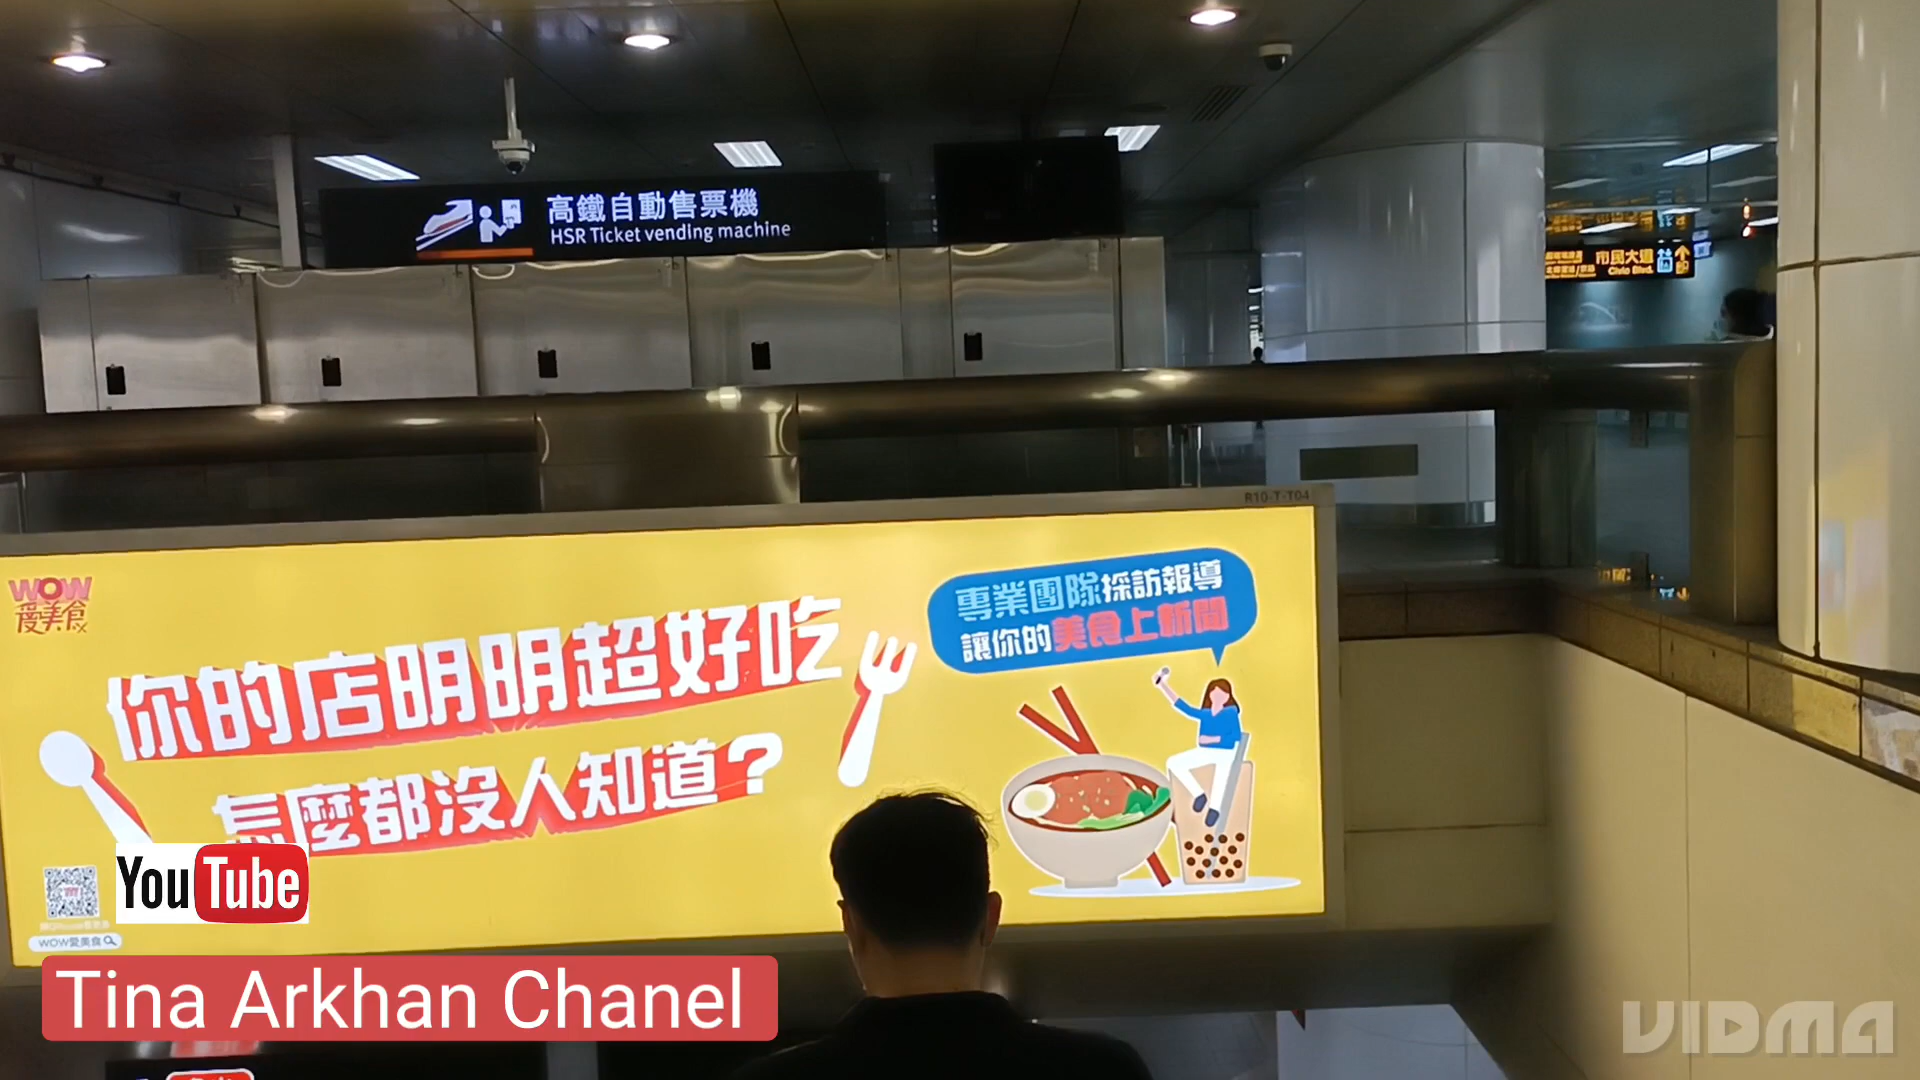 高鐵自動售票機
HSR Ticket vending machine
市民大道
Civic Blvd.
R10-T-T04
WOW
愛美食
你的店明明超好吃
怎麼都沒人知道?
專業團隊採訪報導
讓你的美食上新聞
YouTube
WOW愛美食
Tina Arkhan Chanel
VIDMA